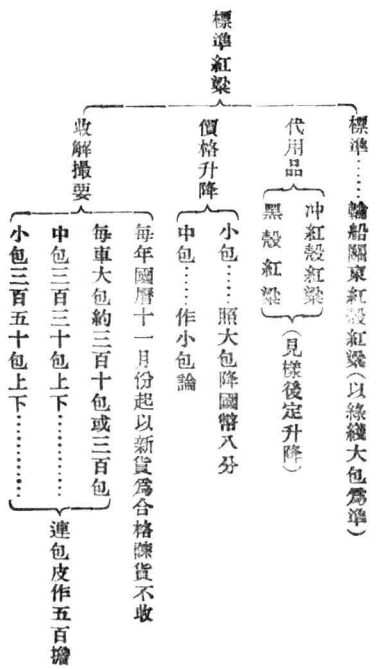 標準紅粱
標準……輪船關東紅殼紅粱(以綠綫大包爲準)
代用品
冲紅殼紅粱
黑殼紅粱
(見樣後定升降)
價格升降
小包……照大包降國幣八分
中包……作小包論
收解撮要
每年國曆十一月份起以新貨爲合格陳貨不收
每車大包約三百十包或三百包
中包三百三十包上下…………
小包三百五十包上下…………
連包皮作五百擔